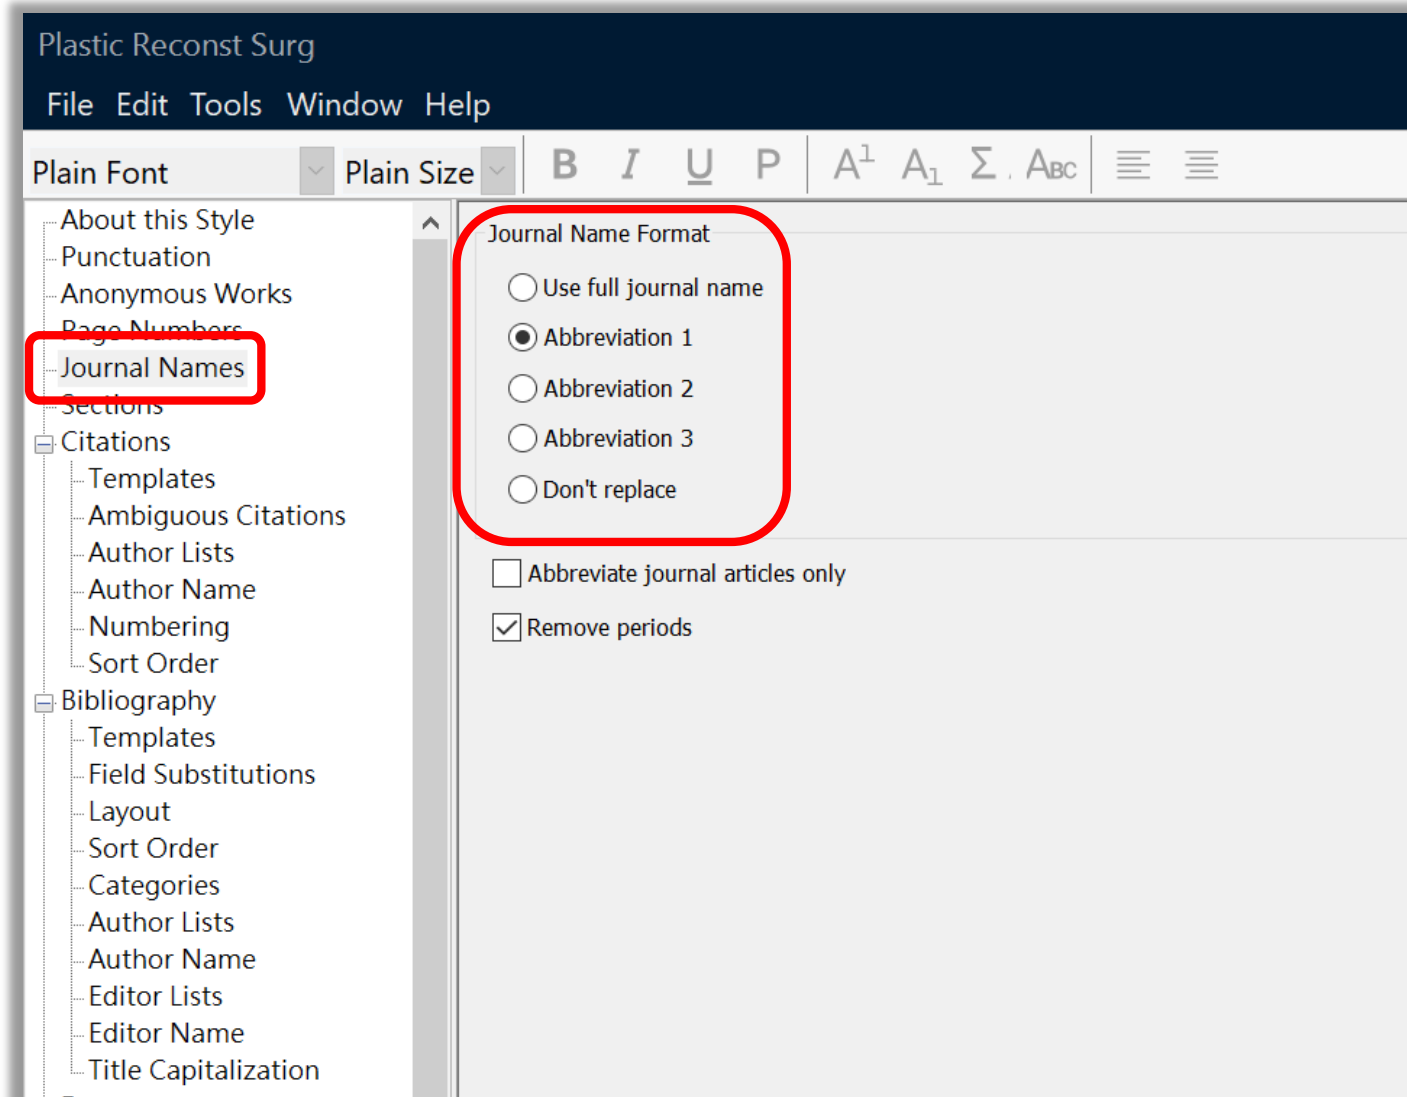 Plastic Reconst Surg
File Edit Tools Window Help
Plain Font Plain Size B I U P A1 A1 Σ ABC
About this Style
Punctuation
Anonymous Works
Page Numbers
Journal Names
Sections
Citations
Templates
Ambiguous Citations
Author Lists
Author Name
Numbering
Sort Order
Bibliography
Templates
Field Substitutions
Layout
Sort Order
Categories
Author Lists
Author Name
Editor Lists
Editor Name
Title Capitalization
Journal Name Format
Use full journal name
Abbreviation 1
Abbreviation 2
Abbreviation 3
Don't replace
Abbreviate journal articles only
Remove periods